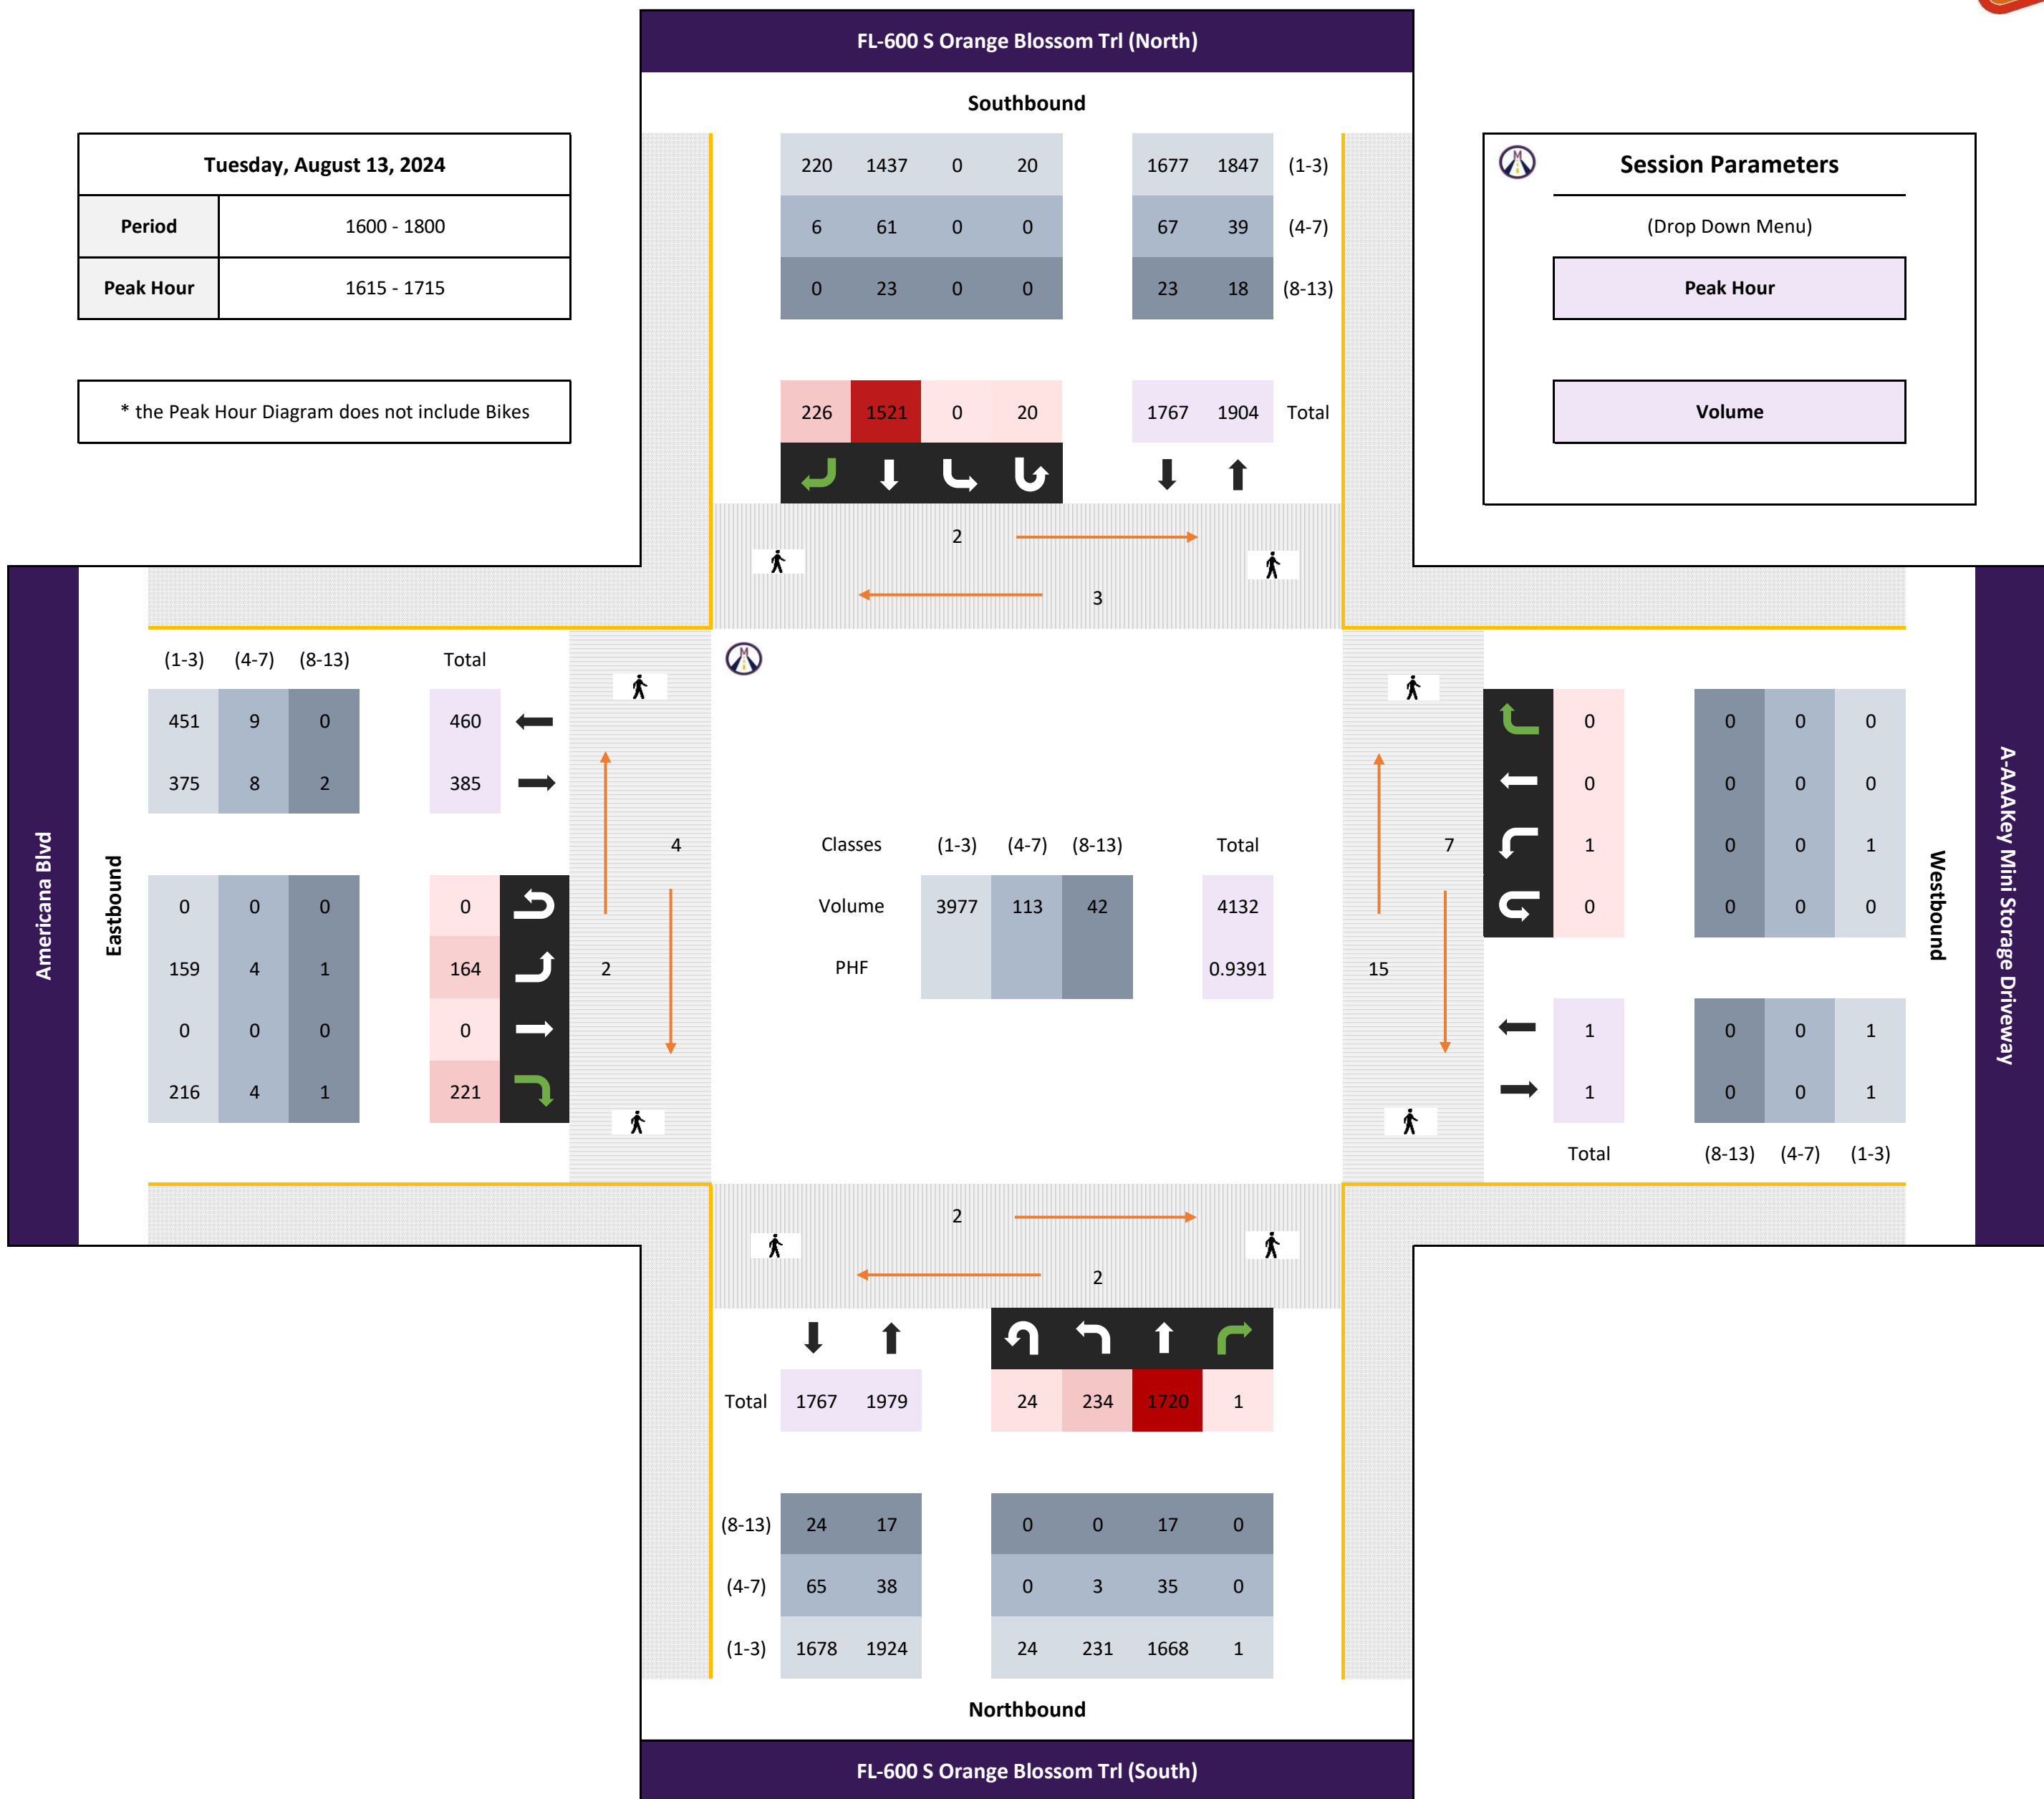 FL-600 S Orange Blossom Trl (North)
Southbound
Tuesday, August 13, 2024
Period 1600 - 1800
Peak Hour 1615 - 1715
* the Peak Hour Diagram does not include Bikes
220 1437 0 20 1677 1847 (1-3)
6 61 0 0 67 39 (4-7)
0 23 0 0 23 18 (8-13)
226 1521 0 20 1767 1904 Total
M
Session Parameters
(Drop Down Menu)
Peak Hour
Volume
2
3
Americana Blvd
Eastbound
(1-3) (4-7) (8-13) Total
451 9 0 460
375 8 2 385
0 0 0 0
159 4 1 164
0 0 0 0
216 4 1 221
4
2
M
Classes (1-3) (4-7) (8-13) Total
Volume 3977 113 42 4132
PHF 0.9391
7
15
0 0 0 0
0 0 0 0
1 0 0 1
0 0 0 0
1 0 0 1
1 0 0 1
Total (8-13) (4-7) (1-3)
Westbound
A-AAAKey Mini Storage Driveway
2
2
Total 1767 1979 24 234 1720 1
(8-13) 24 17 0 0 17 0
(4-7) 65 38 0 3 35 0
(1-3) 1678 1924 24 231 1668 1
Northbound
FL-600 S Orange Blossom Trl (South)